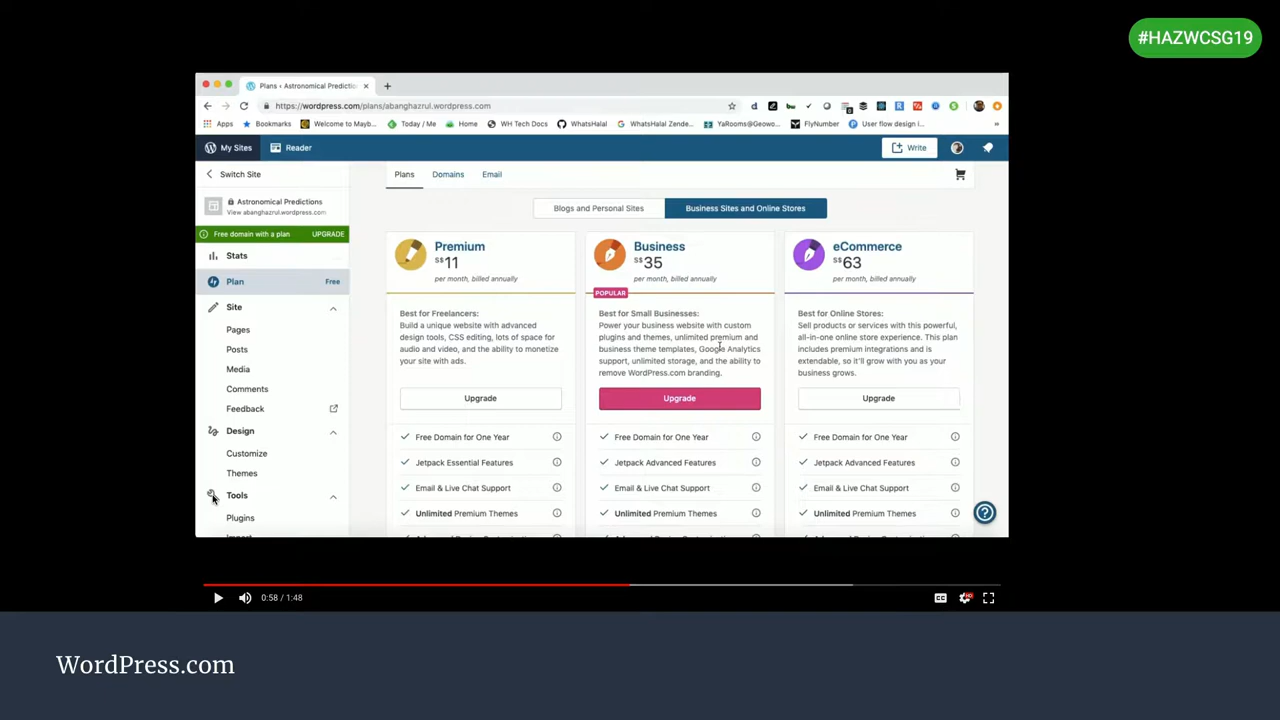 #HAZWCSG19
Plans ‹ Astronomical Predictio
https://wordpress.com/plans/abanghazrul.wordpress.com
Apps
Bookmarks
Welcome to Mayb...
Today / Me
Home
WH Tech Docs
WhatsHalal
WhatsHalal Zende...
YaRooms@Geowo...
FlyNumber
User flow design i...
»
My Sites
Reader
Write
Switch Site
Plans
Domains
Email
Astronomical Predictions
View abanghazrul.wordpress.com
Blogs and Personal Sites
Business Sites and Online Stores
Free domain with a plan
UPGRADE
Stats
Plan
Free
Site
Pages
Posts
Media
Comments
Feedback
Design
Customize
Themes
Tools
Plugins
Premium
S$11
per month, billed annually
Best for Freelancers:
Build a unique website with advanced
design tools, CSS editing, lots of space for
audio and video, and the ability to monetize
your site with ads.
Upgrade
Free Domain for One Year
Jetpack Essential Features
Email & Live Chat Support
Unlimited Premium Themes
Business
S$35
per month, billed annually
POPULAR
Best for Small Businesses:
Power your business website with custom
plugins and themes, unlimited premium and
business theme templates, Google Analytics
support, unlimited storage, and the ability to
remove WordPress.com branding.
Upgrade
Free Domain for One Year
Jetpack Advanced Features
Email & Live Chat Support
Unlimited Premium Themes
eCommerce
S$63
per month, billed annually
Best for Online Stores:
Sell products or services with this powerful,
all-in-one online store experience. This plan
includes premium integrations and is
extendable, so it'll grow with you as your
business grows.
Upgrade
Free Domain for One Year
Jetpack Advanced Features
Email & Live Chat Support
Unlimited Premium Themes
0:58 / 1:48
CC
HD
WordPress.com